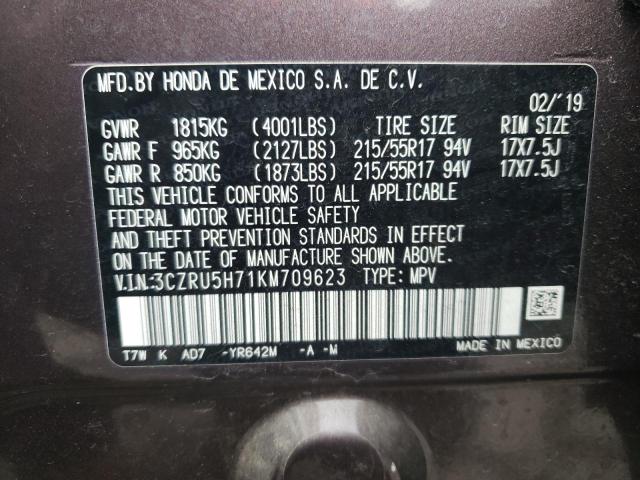 MFD.BY HONDA DE MEXICO S.A. DE C.V.
02/'19
GVWR 1815KG (4001LBS) TIRE SIZE RIM SIZE
GAWR F 965KG (2127LBS) 215/55R17 94V 17X7.5J
GAWR R 850KG (1873LBS) 215/55R17 94V 17X7.5J
THIS VEHICLE CONFORMS TO ALL APPLICABLE
FEDERAL MOTOR VEHICLE SAFETY
AND THEFT PREVENTION STANDARDS IN EFFECT
ON THE DATE OF MANUFACTURE SHOWN ABOVE.
V.I.N.:3CZRU5H71KM709623 TYPE: MPV
T7W K AD7 -YR642M -A -M MADE IN MEXICO